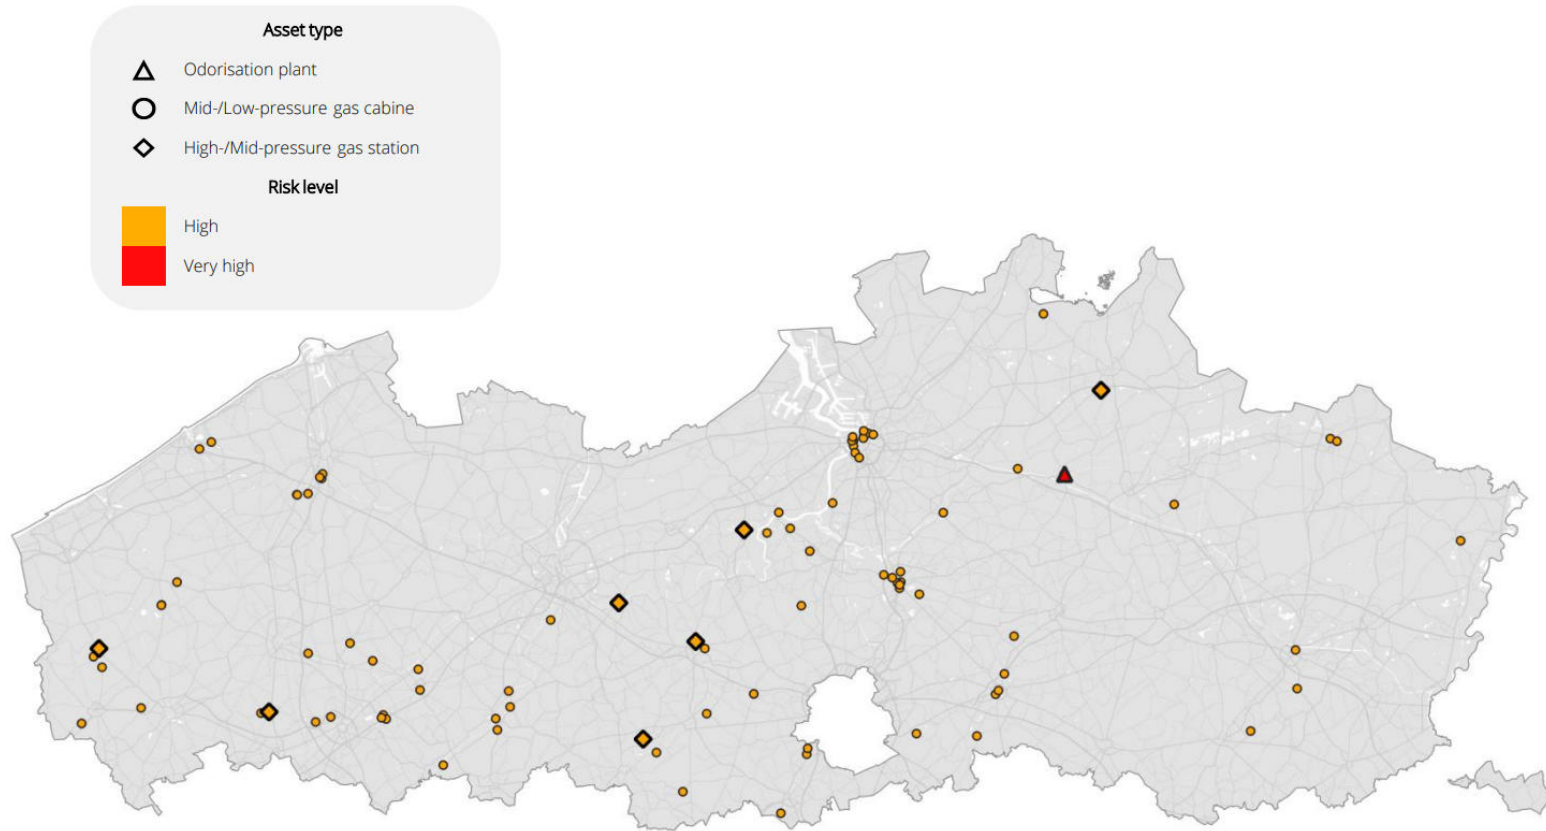 Asset type
Odorisation plant
Mid-/Low-pressure gas cabine
High-/Mid-pressure gas station
Risk level
High
Very high